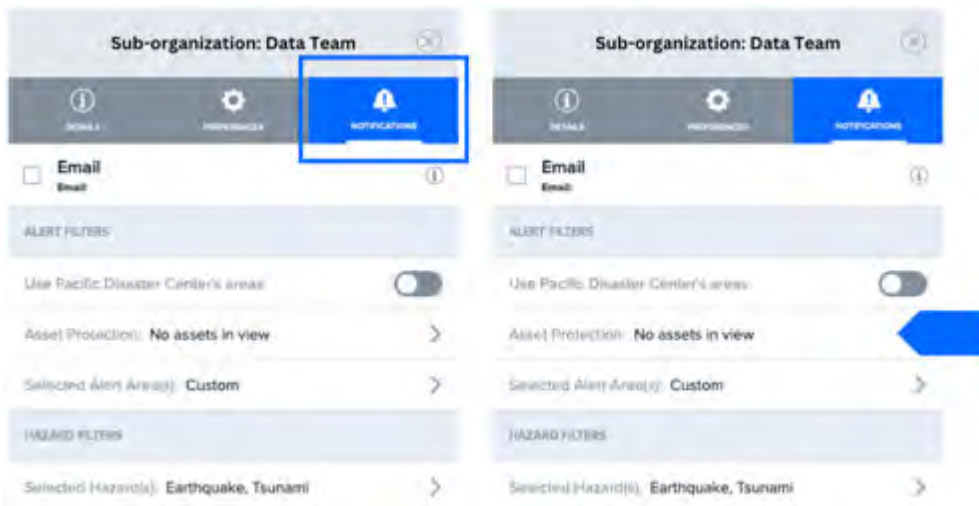 Sub-organization: Data Team
DETAILS
PREFERENCES
NOTIFICATIONS
Email
Email
ALERT FILTERS
Use Pacific Disaster Center's areas
Asset Protection: No assets in view
Selected Alert Area(s): Custom
HAZARD FILTERS
Selected Hazard(s): Earthquake, Tsunami
Sub-organization: Data Team
DETAILS
PREFERENCES
NOTIFICATIONS
Email
Email
ALERT FILTERS
Use Pacific Disaster Center's areas
Asset Protection: No assets in view
Selected Alert Area(s): Custom
HAZARD FILTERS
Selected Hazard(s): Earthquake, Tsunami